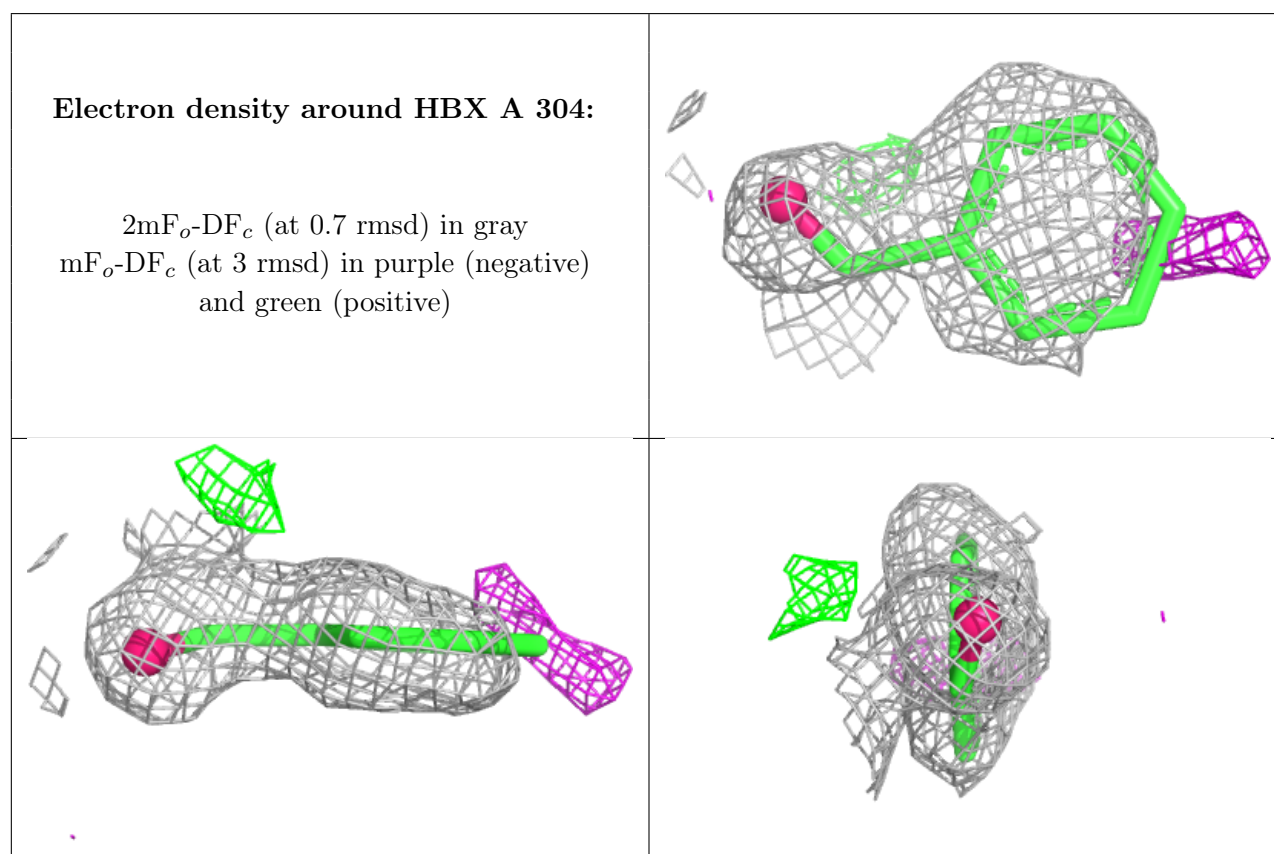 Electron density around HBX A 304:
2mFo-DFc (at 0.7 rmsd) in gray
mFo-DFc (at 3 rmsd) in purple (negative)
and green (positive)